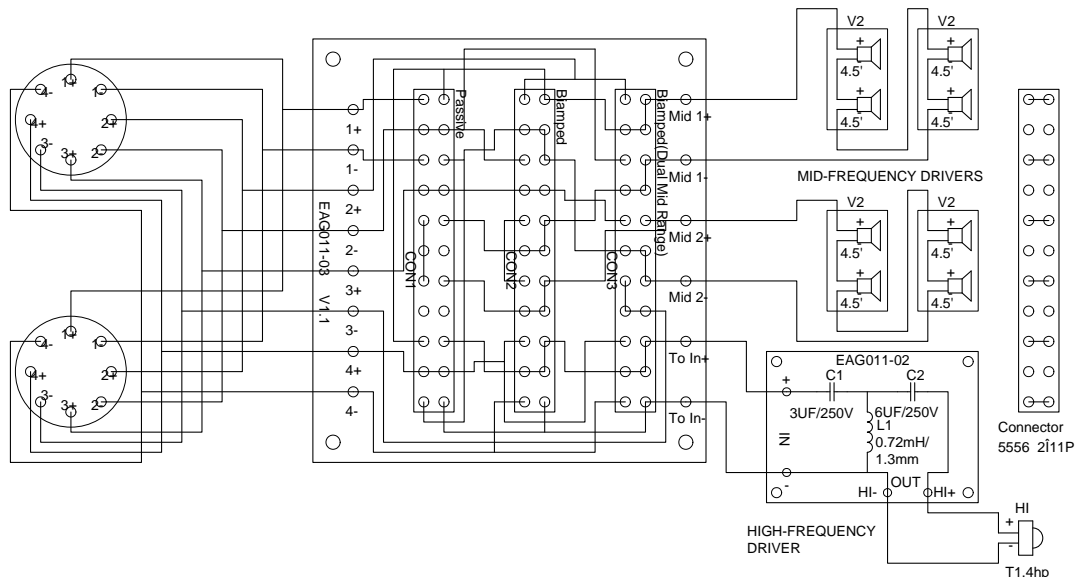 1+
4-
1-
4+
2+
3-
3+
2-
1+
4-
1-
4+
2+
3-
3+
2-
EAG011-03 V1.1
1+
1-
2+
2-
3+
3-
4+
4-
Passive
CON1
Biamped
CON2
Biamped(Dual Mid Range)
CON3
Mid 1+
Mid 1-
Mid 2+
Mid 2-
To In+
To In-
V2
+
4.5'
+
4.5'
V2
+
4.5'
+
4.5'
MID-FREQUENCY DRIVERS
V2
+
4.5'
+
4.5'
V2
+
4.5'
+
4.5'
EAG011-02
+
IN
-
C1
3UF/250V
C2
6UF/250V
L1
0.72mH/
1.3mm
OUT
HI-
HI+
HIGH-FREQUENCY
DRIVER
HI
+
-
T1.4hp
Connector
5556 2Î11P